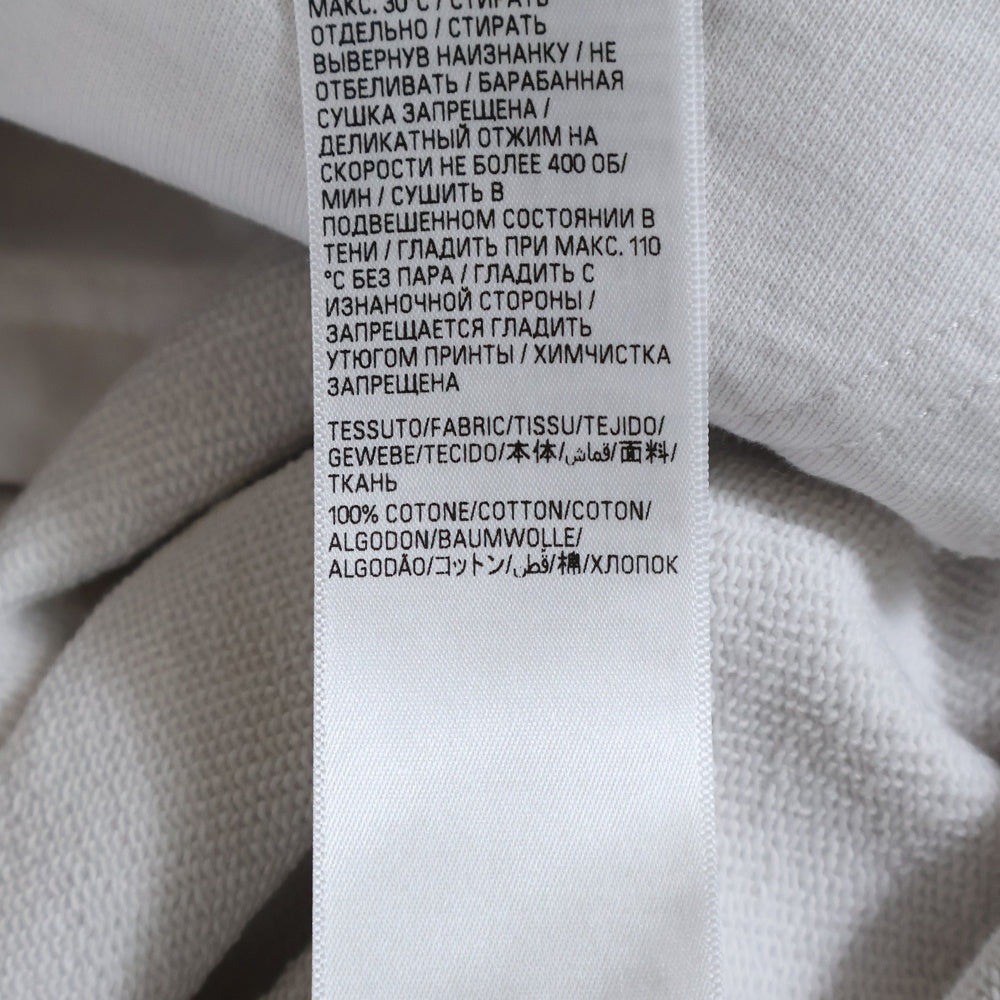 МАКС. 30°C / СТИРАТЬ
ОТДЕЛЬНО / СТИРАТЬ
ВЫВЕРНУВ НАИЗНАНКУ / НЕ
ОТБЕЛИВАТЬ / БАРАБАННАЯ
СУШКА ЗАПРЕЩЕНА /
ДЕЛИКАТНЫЙ ОТЖИМ НА
СКОРОСТИ НЕ БОЛЕЕ 400 ОБ/
МИН / СУШИТЬ В
ПОДВЕШЕННОМ СОСТОЯНИИ В
ТЕНИ / ГЛАДИТЬ ПРИ МАКС. 110
°C БЕЗ ПАРА / ГЛАДИТЬ С
ИЗНАНОЧНОЙ СТОРОНЫ /
ЗАПРЕЩАЕТСЯ ГЛАДИТЬ
УТЮГОМ ПРИНТЫ / ХИМЧИСТКА
ЗАПРЕЩЕНА
TESSUTO/FABRIC/TISSU/TEJIDO/
GEWEBE/TECIDO/本体/قماش/面料/
ТКАНЬ
100% COTONE/COTTON/COTON/
ALGODON/BAUMWOLLE/
ALGODÃO/コットン/قطن/棉/ХЛОПОК